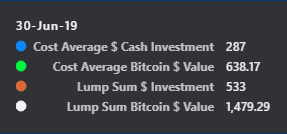 30-Jun-19
Cost Average $ Cash Investment 287
Cost Average Bitcoin $ Value 638.17
Lump Sum $ Investment 533
Lump Sum Bitcoin $ Value 1,479.29